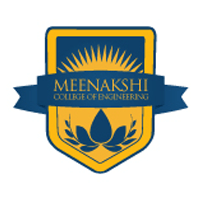 MEENAKSHI
COLLEGE OF ENGINEERING